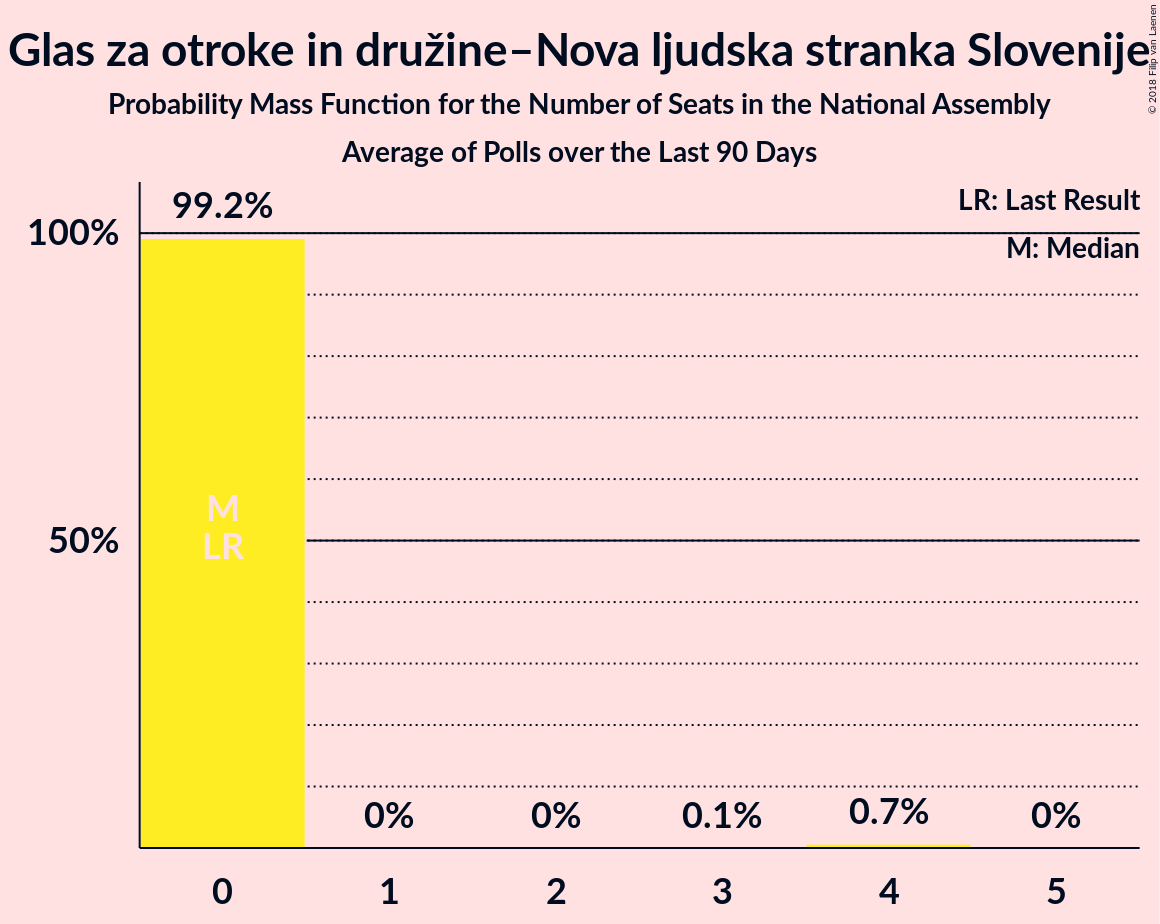 Glas za otroke in družine–Nova ljudska stranka Slovenije
Probability Mass Function for the Number of Seats in the National Assembly
Average of Polls over the Last 90 Days
© 2018 Filip van Laenen
LR: Last Result
M: Median
99.2%
100%
M
LR
50%
0%
0%
0.1%
0.7%
0%
0
1
2
3
4
5